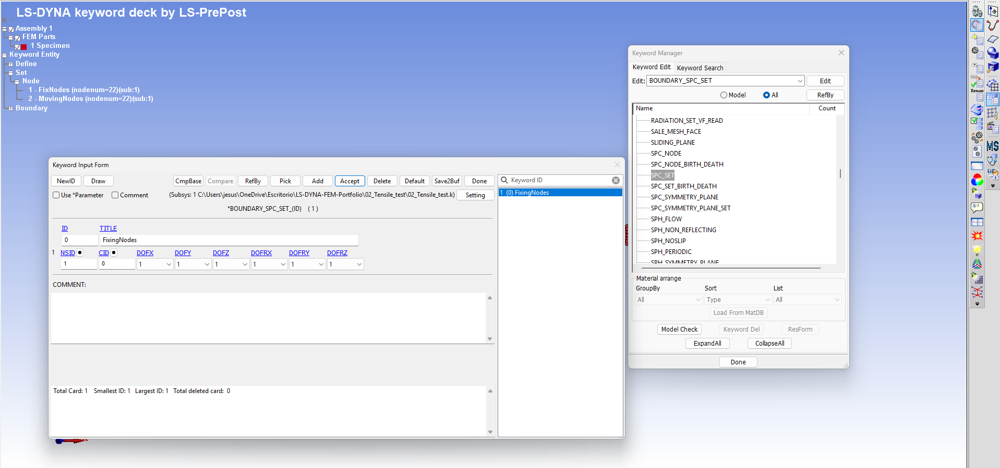 LS-DYNA keyword deck by LS-PrePost
Assembly 1
FEM Parts
1 Specimen
Keyword Entity
Define
Set
Node
1 - FixNodes (nodenum=22)(sub:1)
2 - MovingNodes (nodenum=22)(sub:1)
Boundary
Keyword Input Form
NewID Draw CmpBase Compare RefBy Pick Add Accept Delete Default Save2Buf Done
Use *Parameter Comment (Subsys: 1 C:\Users\jesus\OneDrive\Escritorio\LS-DYNA-FEM-Portfolio\02_Tensile_test\02_Tensile_test.k) Setting
*BOUNDARY_SPC_SET_(ID) (1)
ID TITLE
0 FixingNodes
1 NSID CID DOFX DOFY DOFZ DOFRX DOFRY DOFRZ
1 0 1 1 1 1 1 1
COMMENT:
Total Card: 1 Smallest ID: 1 Largest ID: 1 Total deleted card: 0
Keyword ID
1 (0) FixingNodes
Keyword Manager
Keyword Edit Keyword Search
Edit: BOUNDARY_SPC_SET Edit
Model All RefBy
Name Count
RADIATION_SET_VF_READ
SALE_MESH_FACE
SLIDING_PLANE
SPC_NODE
SPC_NODE_BIRTH_DEATH
SPC_SET
SPC_SET_BIRTH_DEATH
SPC_SYMMETRY_PLANE
SPC_SYMMETRY_PLANE_SET
SPH_FLOW
SPH_NON_REFLECTING
SPH_NOSLIP
SPH_PERIODIC
SPH_SYMMETRY_PLANE
Material arrange
GroupBy Sort List
All Type All
Load From MatDB
Model Check Keyword Del ResForm
ExpandAll CollapseAll
Done
Renum
MS